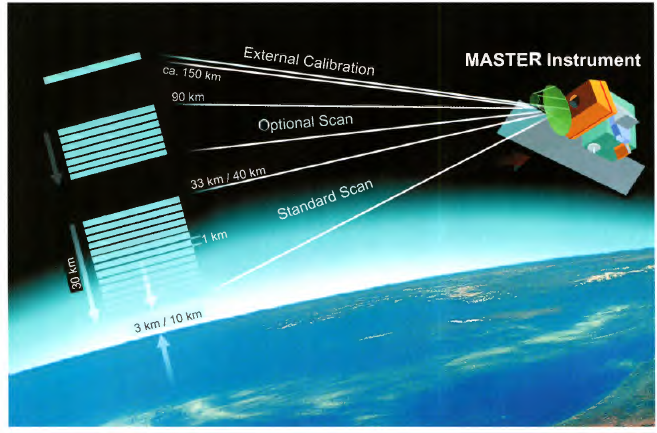 External Calibration
MASTER Instrument
ca. 150 km
90 km
Optional Scan
33 km / 40 km
Standard Scan
1 km
30 km
3 km / 10 km